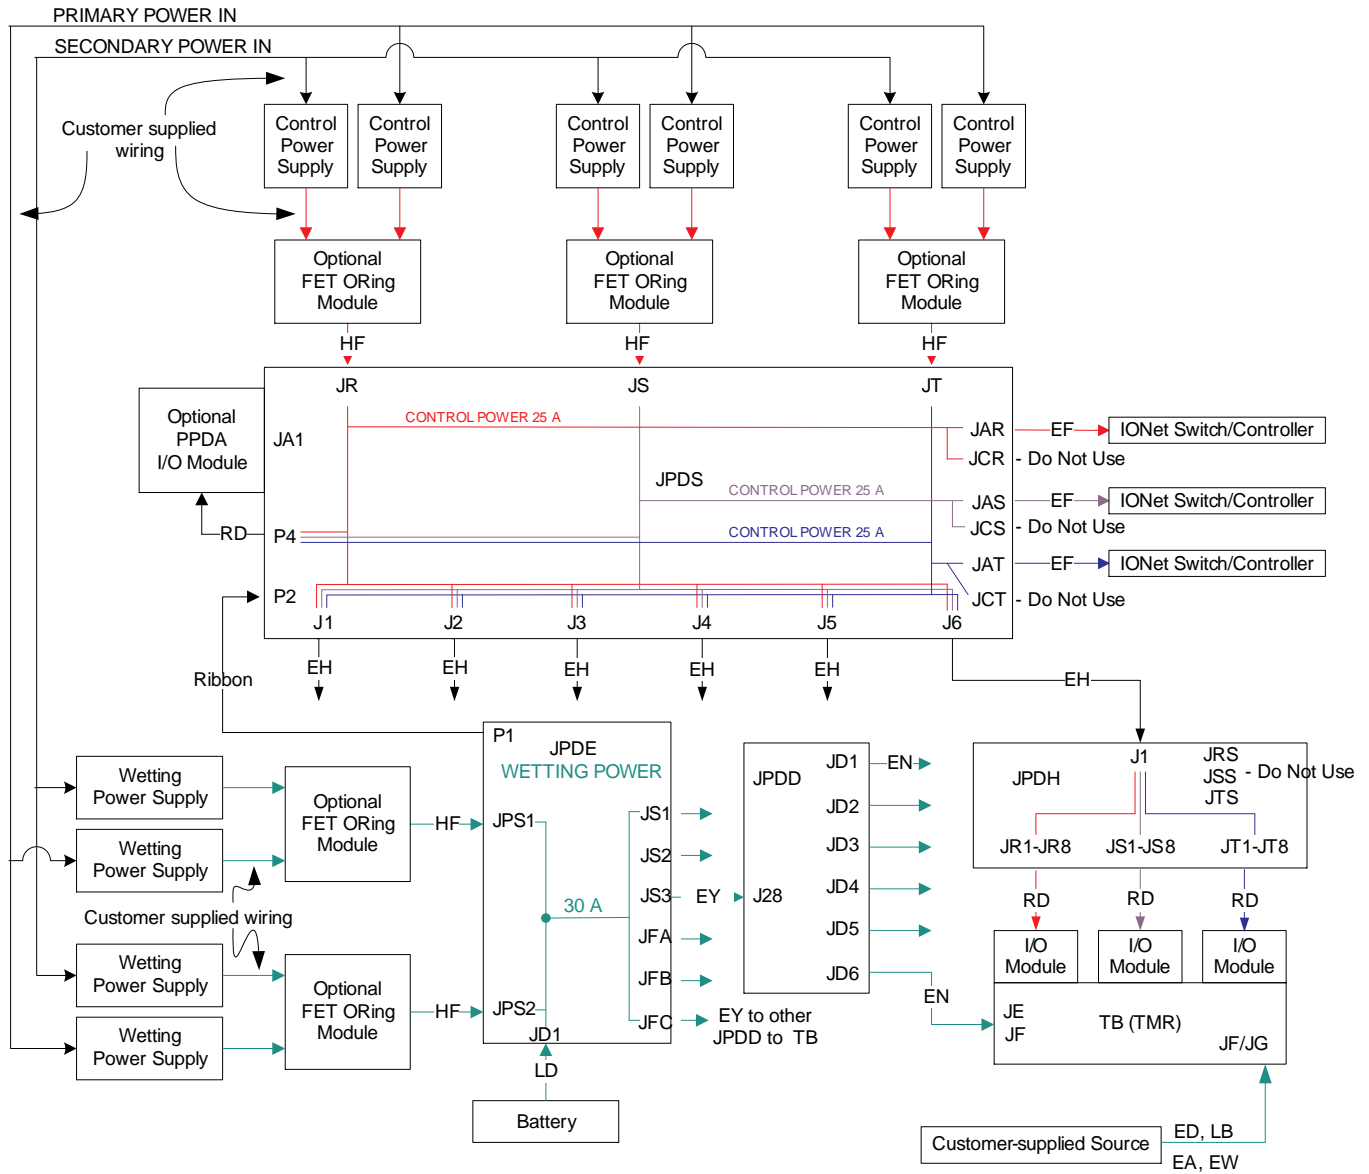 PRIMARY POWER IN
SECONDARY POWER IN
Customer supplied
wiring
Control
Power
Supply
Control
Power
Supply
Control
Power
Supply
Control
Power
Supply
Control
Power
Supply
Control
Power
Supply
Optional
FET ORing
Module
Optional
FET ORing
Module
Optional
FET ORing
Module
HF
HF
HF
JR
JS
JT
Optional
PPDA
I/O Module
JA1
CONTROL POWER 25 A
JAR
EF
IONet Switch/Controller
JCR - Do Not Use
JPDS
CONTROL POWER 25 A
JAS
EF
IONet Switch/Controller
JCS - Do Not Use
RD
P4
CONTROL POWER 25 A
JAT
EF
IONet Switch/Controller
P2
JCT - Do Not Use
J1
J2
J3
J4
J5
J6
EH
EH
EH
EH
EH
EH
Ribbon
P1
JPDE
WETTING POWER
JPS1
30 A
JPS2
JD1
JS1
JS2
JS3
JFA
JFB
JFC
EY
EY to other
JPDD to TB
LD
Battery
Wetting
Power Supply
Wetting
Power Supply
Optional
FET ORing
Module
HF
Customer supplied wiring
Wetting
Power Supply
Wetting
Power Supply
Optional
FET ORing
Module
HF
JPDD
J28
JD1
EN
JD2
JD3
JD4
JD5
JD6
EN
J1
JPDH
JRS
JSS - Do Not Use
JTS
JR1-JR8
JS1-JS8
JT1-JT8
RD
RD
RD
I/O
Module
I/O
Module
I/O
Module
JE
JF
TB (TMR)
JF/JG
Customer-supplied Source
ED, LB
EA, EW